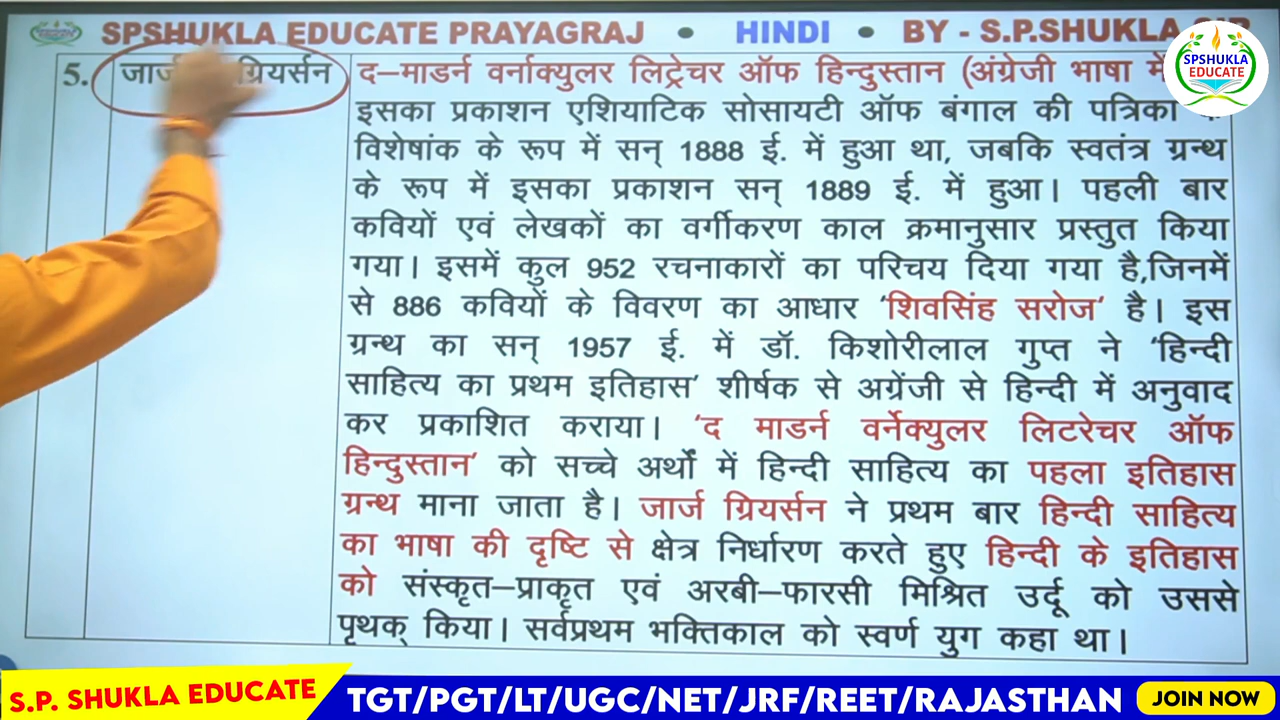 SPSHUKLA EDUCATE PRAYAGRAJ • HINDI • BY - S.P.SHUKLA
SPSHUKLA
EDUCATE
5. ग्रियर्सन
द–माडर्न वर्नाक्युलर लिट्रेचर ऑफ हिन्दुस्तान (अंग्रेजी भाषा में
इसका प्रकाशन एशियाटिक सोसायटी ऑफ बंगाल की पत्रिका
विशेषांक के रूप में सन् 1888 ई. में हुआ था, जबकि स्वतंत्र ग्रन्थ
के रूप में इसका प्रकाशन सन् 1889 ई. में हुआ। पहली बार
कवियों एवं लेखकों का वर्गीकरण काल क्रमानुसार प्रस्तुत किया
गया। इसमें कुल 952 रचनाकारों का परिचय दिया गया है,जिनमें
से 886 कवियों के विवरण का आधार ‘शिवसिंह सरोज’ है। इस
ग्रन्थ का सन् 1957 ई. में डॉ. किशोरीलाल गुप्त ने ‘हिन्दी
साहित्य का प्रथम इतिहास’ शीर्षक से अग्रेंजी से हिन्दी में अनुवाद
कर प्रकाशित कराया। ‘द माडर्न वर्नेक्युलर लिटरेचर ऑफ
हिन्दुस्तान’ को सच्चे अर्थों में हिन्दी साहित्य का पहला इतिहास
ग्रन्थ माना जाता है। जार्ज ग्रियर्सन ने प्रथम बार हिन्दी साहित्य
का भाषा की दृष्टि से क्षेत्र निर्धारण करते हुए हिन्दी के इतिहास
को संस्कृत–प्राकृत एवं अरबी–फारसी मिश्रित उर्दू को उससे
पृथक् किया। सर्वप्रथम भक्तिकाल को स्वर्ण युग कहा था।
S.P. SHUKLA EDUCATE
TGT/PGT/LT/UGC/NET/JRF/REET/RAJASTHAN
JOIN NOW